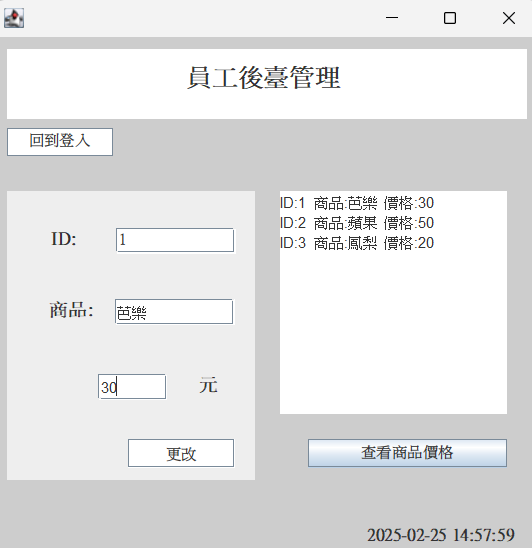 員工後臺管理
回到登入
ID:
1
商品:
芭樂
30
元
更改
ID:1 商品:芭樂 價格:30
ID:2 商品:蘋果 價格:50
ID:3 商品:鳳梨 價格:20
查看商品價格
2025-02-25 14:57:59